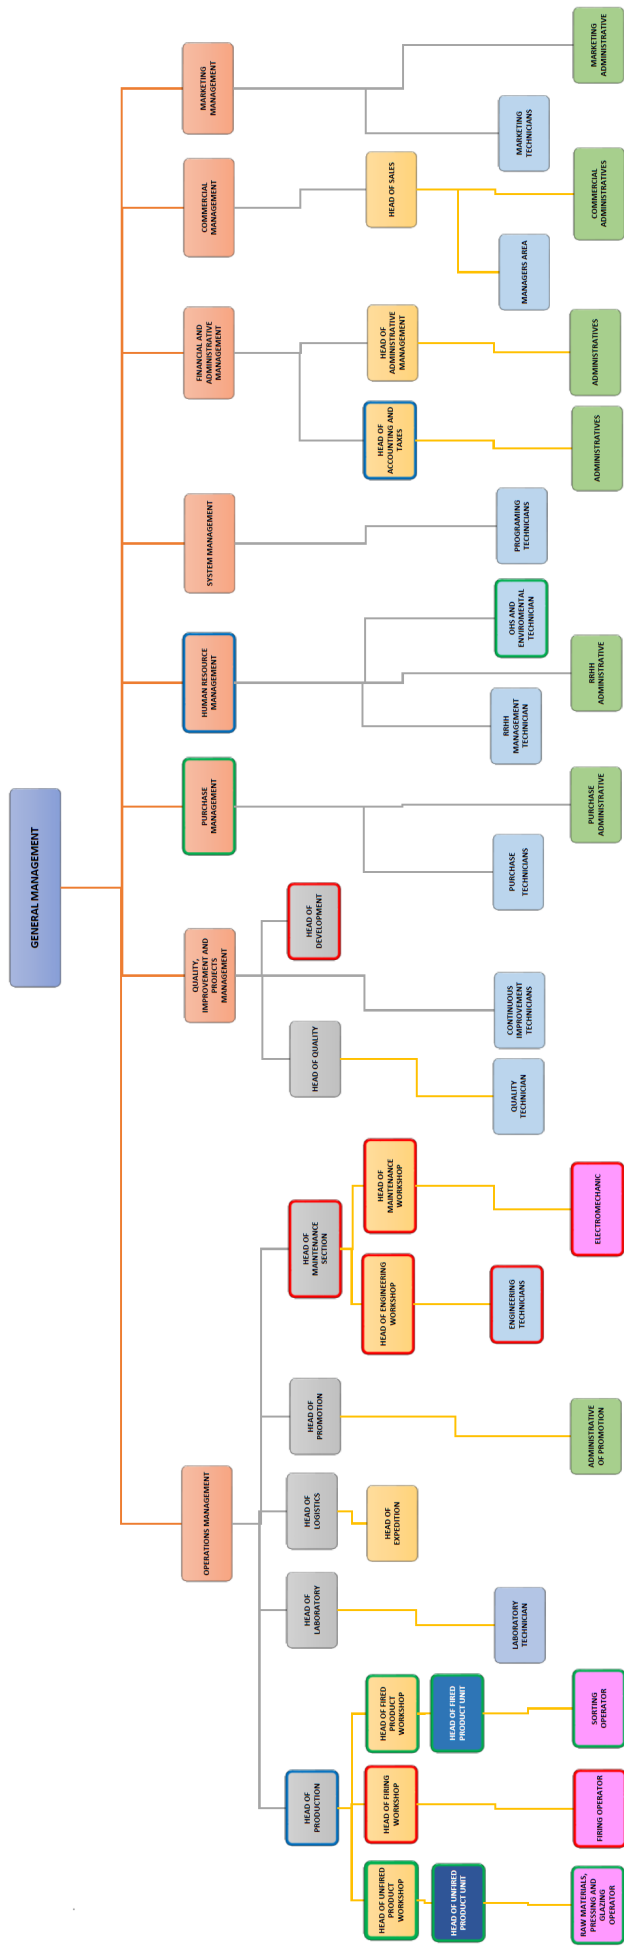 GENERAL MANAGEMENT
OPERATIONS MANAGEMENT
QUALITY,
IMPROVEMENT AND
PROJECTS
MANAGEMENT
PURCHASE
MANAGEMENT
HUMAN RESOURCE
MANAGEMENT
SYSTEM MANAGEMENT
FINANCIAL AND
ADMINISTRATIVE
MANAGEMENT
COMMERCIAL
MANAGEMENT
MARKETING
MANAGEMENT
HEAD OF
PRODUCTION
HEAD OF
LABORATORY
HEAD OF
LOGISTICS
HEAD OF
PROMOTION
HEAD OF
MAINTENANCE
SECTION
HEAD OF QUALITY
HEAD OF
DEVELOPMENT
HEAD OF UNFIRED
PRODUCT
WORKSHOP
HEAD OF FIRING
WORKSHOP
HEAD OF FIRED
PRODUCT
WORKSHOP
HEAD OF
EXPEDITION
HEAD OF ENGINEERING
WORKSHOP
HEAD OF
MAINTENANCE
WORKSHOP
HEAD OF
ACCOUNTING AND
TAXES
HEAD OF
ADMINISTRATIVE
MANAGEMENT
HEAD OF SALES
HEAD OF UNFIRED
PRODUCT UNIT
HEAD OF FIRED
PRODUCT UNIT
LABORATORY
TECHNICIAN
ENGINEERING
TECHNICIANS
QUALITY
TECHNICIAN
CONTINUOUS
IMPROVEMENT
TECHNICIANS
PURCHASE
TECHNICIANS
RRHH
MANAGEMENT
TECHNICIAN
OHS AND
ENVIROMENTAL
TECHNICIAN
PROGRAMING
TECHNICIANS
MANAGERS AREA
MARKETING
TECHNICIANS
RAW MATERIALS,
PRESSING AND
GLAZING
OPERATOR
FIRING OPERATOR
SORTING
OPERATOR
ADMINISTRATIVE
OF PROMOTION
ELECTROMECHANIC
PURCHASE
ADMINISTRATIVE
RRHH
ADMINISTRATIVE
ADMINISTRATIVES
ADMINISTRATIVES
COMMERCIAL
ADMINISTRATIVES
MARKETING
ADMINISTRATIVE